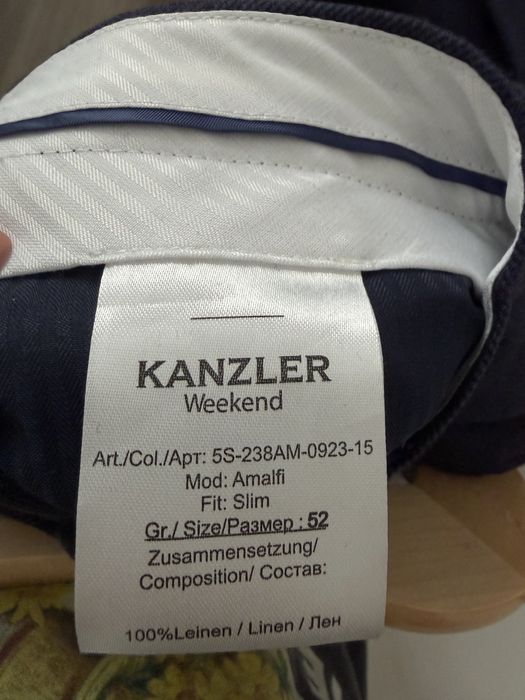 KANZLER
Weekend
Art./Col./Арт: 5S-238AM-0923-15
Mod: Amalfi
Fit: Slim
Gr./ Size/Размер : 52
Zusammensetzung/
Composition/ Состав:
100%Leinen / Linen / Лен